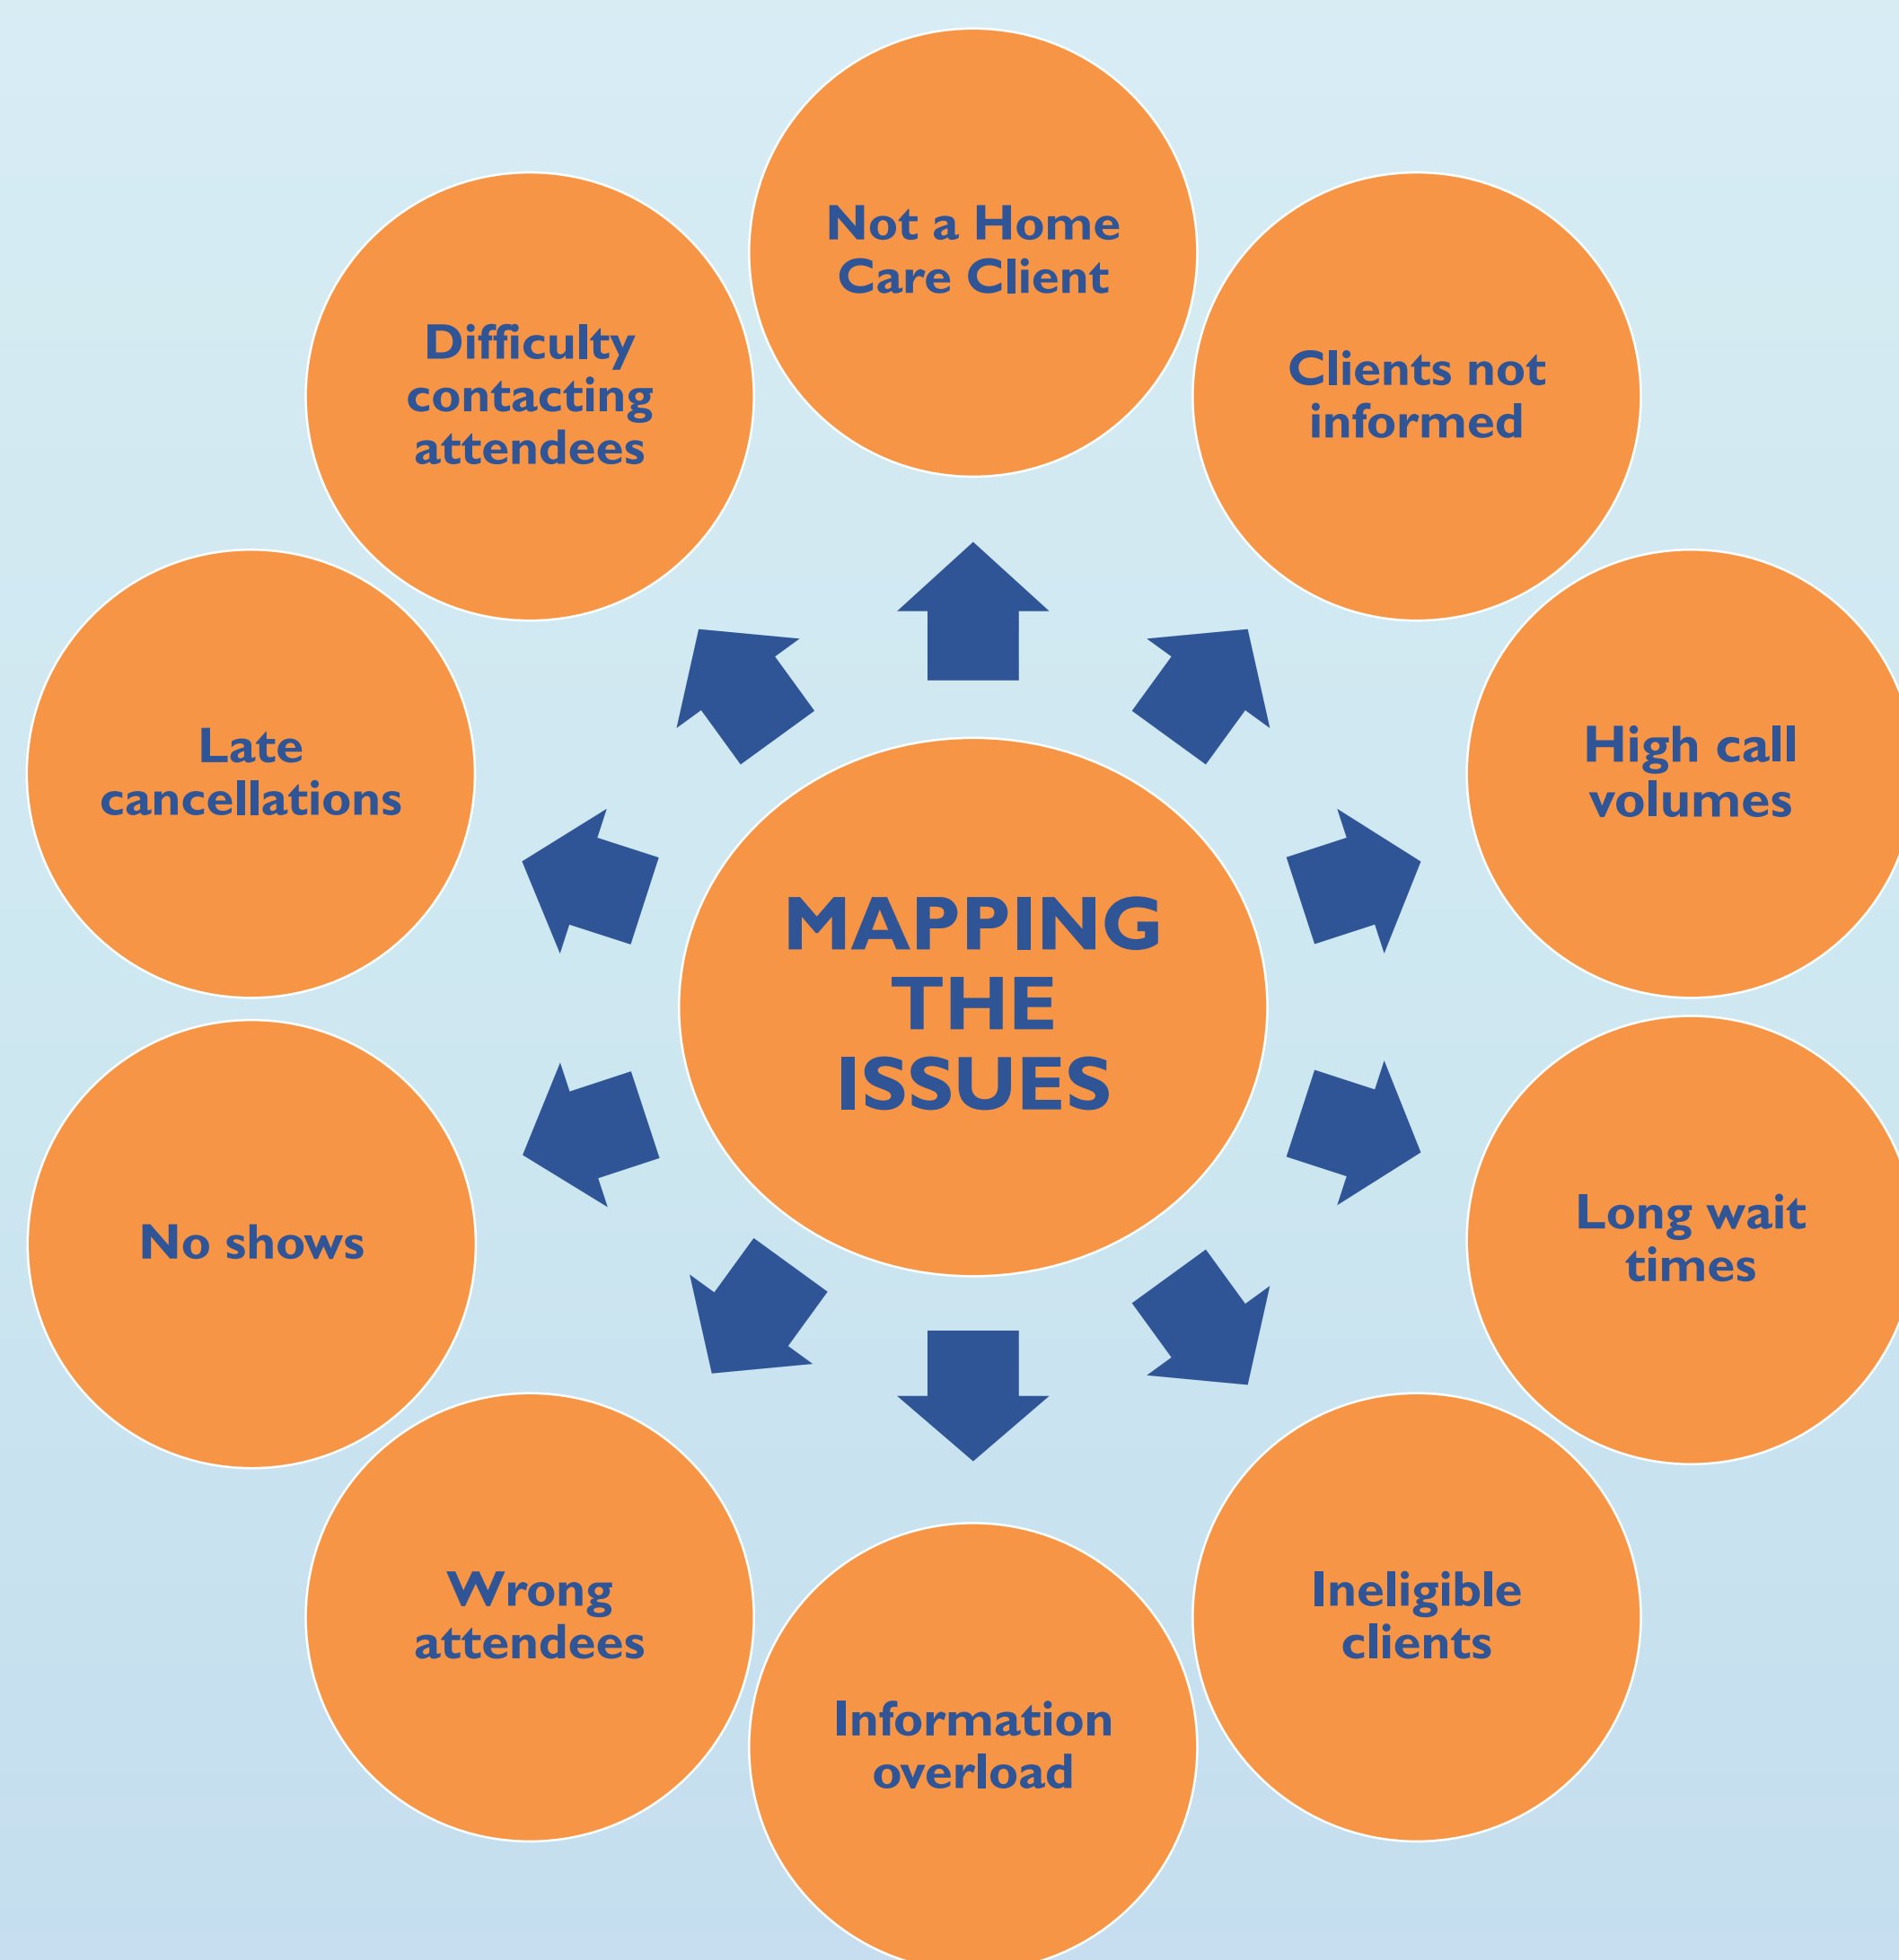 Not a Home
Care Client
Clients not
informed
High call
volumes
Long wait
times
Ineligible
clients
Information
overload
Wrong
attendees
No shows
Late
cancellations
Difficulty
contacting
attendees
MAPPING
THE
ISSUES